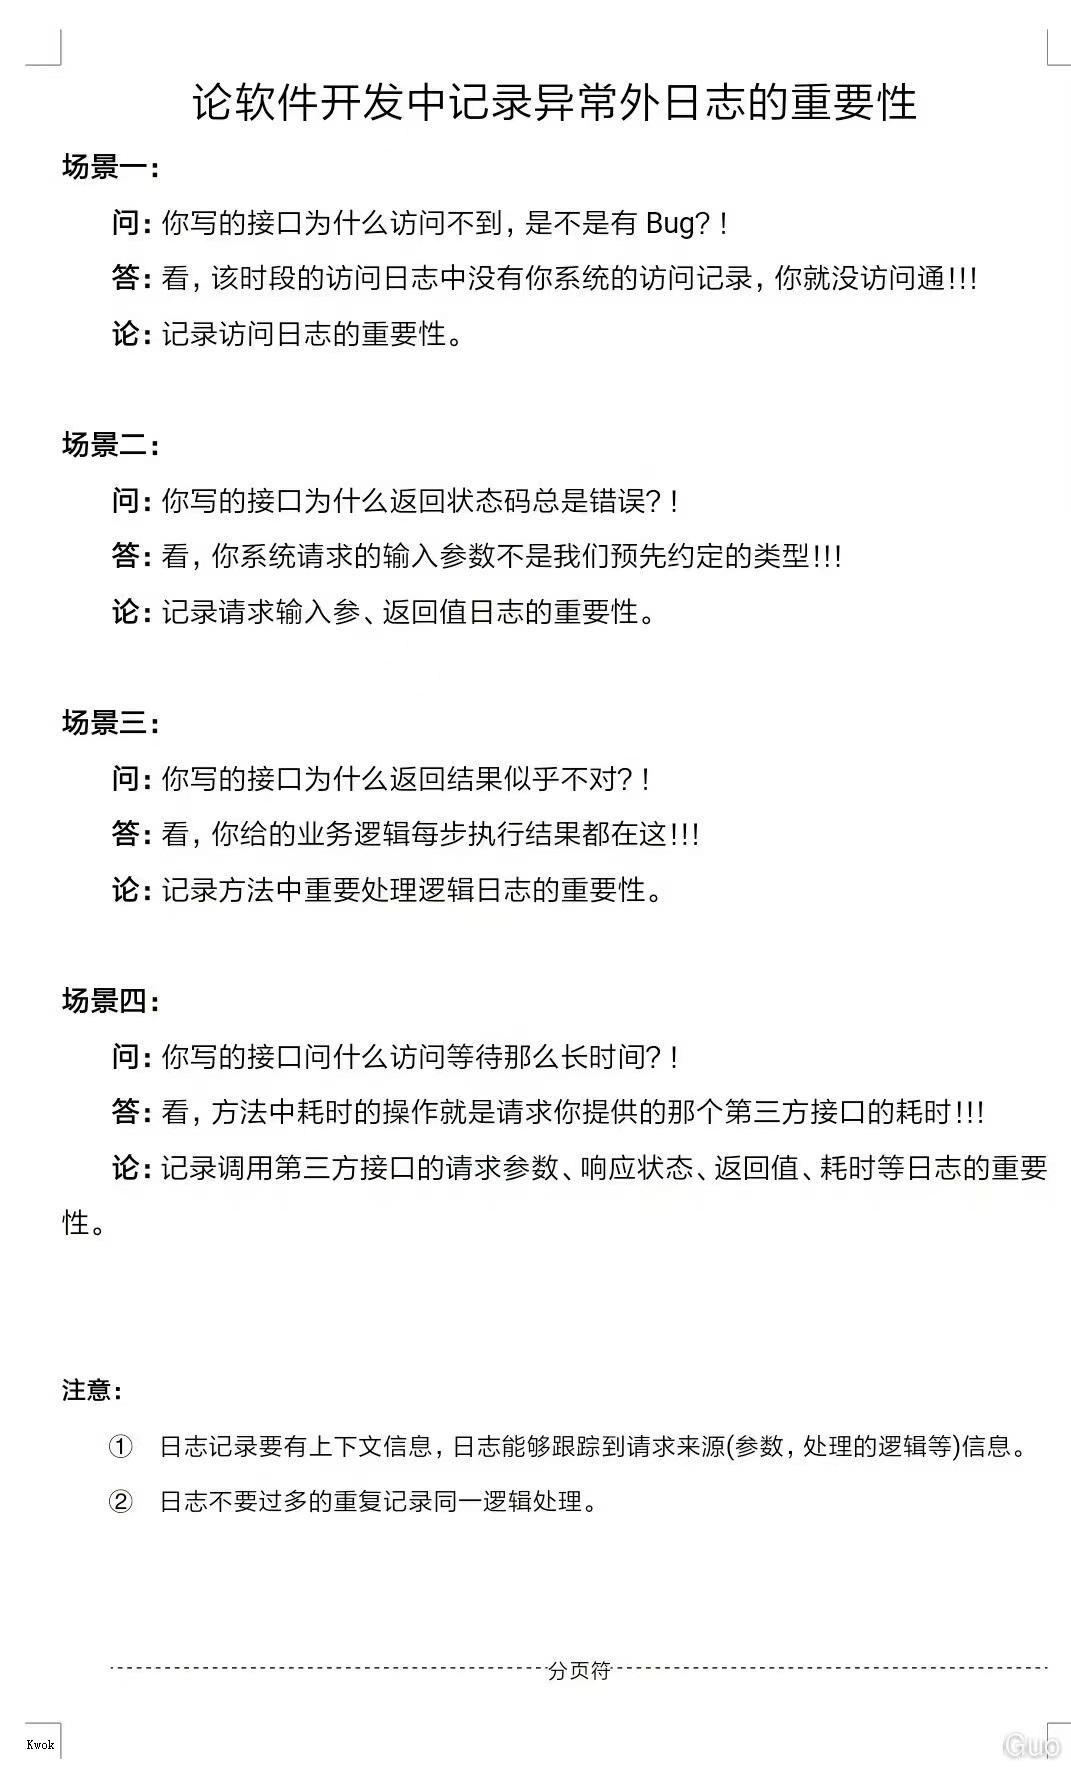 论软件开发中记录异常外日志的重要性
场景一：
问：你写的接口为什么访问不到，是不是有 Bug？！
答：看，该时段的访问日志中没有你系统的访问记录，你就没访问通!!!
论：记录访问日志的重要性。
场景二：
问：你写的接口为什么返回状态码总是错误？！
答：看，你系统请求的输入参数不是我们预先约定的类型!!!
论：记录请求输入参、返回值日志的重要性。
场景三：
问：你写的接口为什么返回结果似乎不对？！
答：看，你给的业务逻辑每步执行结果都在这!!!
论：记录方法中重要处理逻辑日志的重要性。
场景四：
问：你写的接口问什么访问等待那么长时间？！
答：看，方法中耗时的操作就是请求你提供的那个第三方接口的耗时!!!
论：记录调用第三方接口的请求参数、响应状态、返回值、耗时等日志的重要
性。
注意：
① 日志记录要有上下文信息，日志能够跟踪到请求来源(参数，处理的逻辑等)信息。
② 日志不要过多的重复记录同一逻辑处理。
分页符
Kwok
Guo